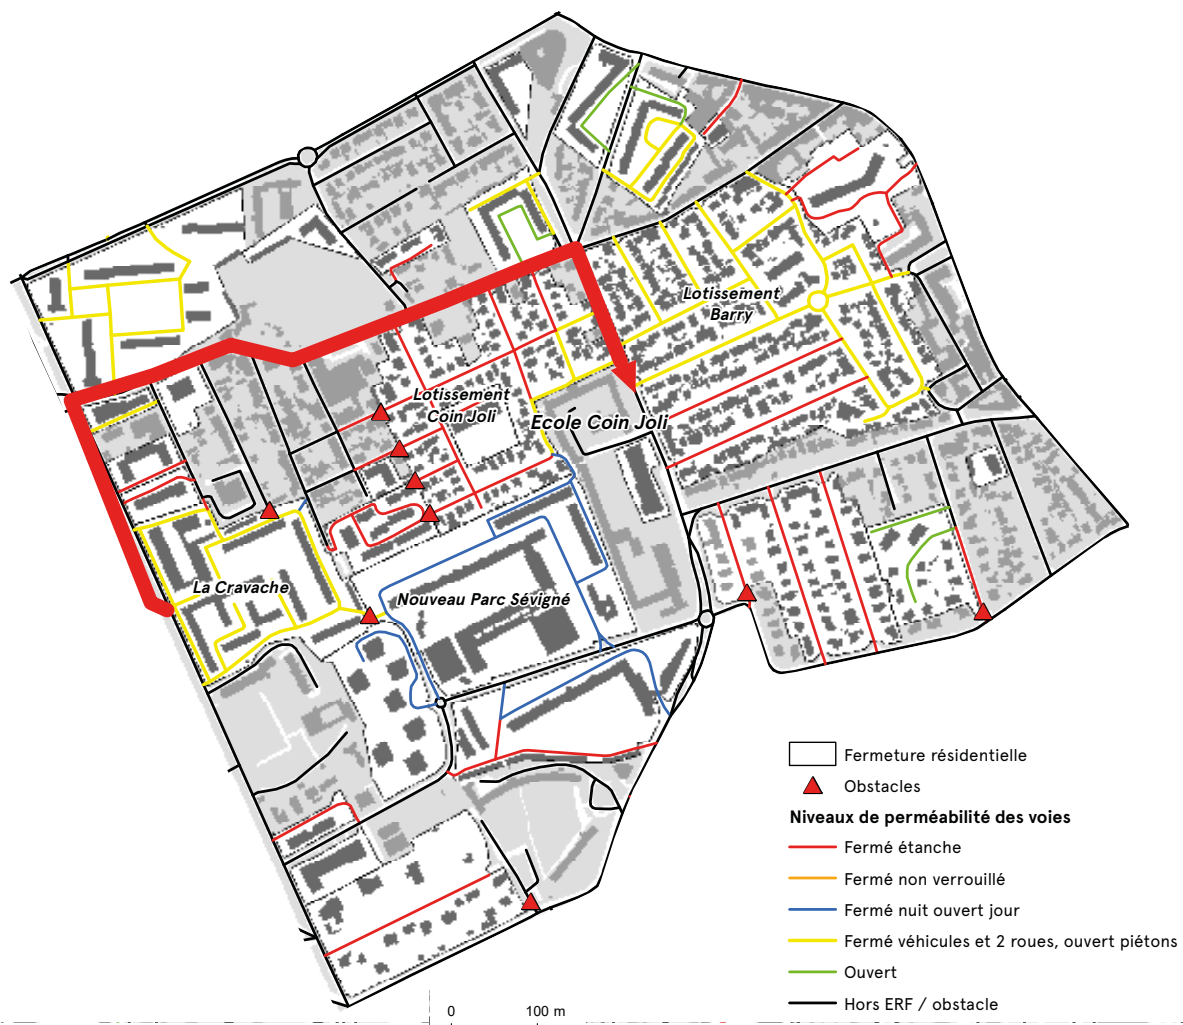 Lotissement
Barry
Lotissement
Coin Joli
Ecole Coin Joli
La Cravache
Nouveau Parc Sévigné
Fermeture résidentielle
Obstacles
Niveaux de perméabilité des voies
Fermé étanche
Fermé non verrouillé
Fermé nuit ouvert jour
Fermé véhicules et 2 roues, ouvert piétons
Ouvert
Hors ERF / obstacle
0 100 m